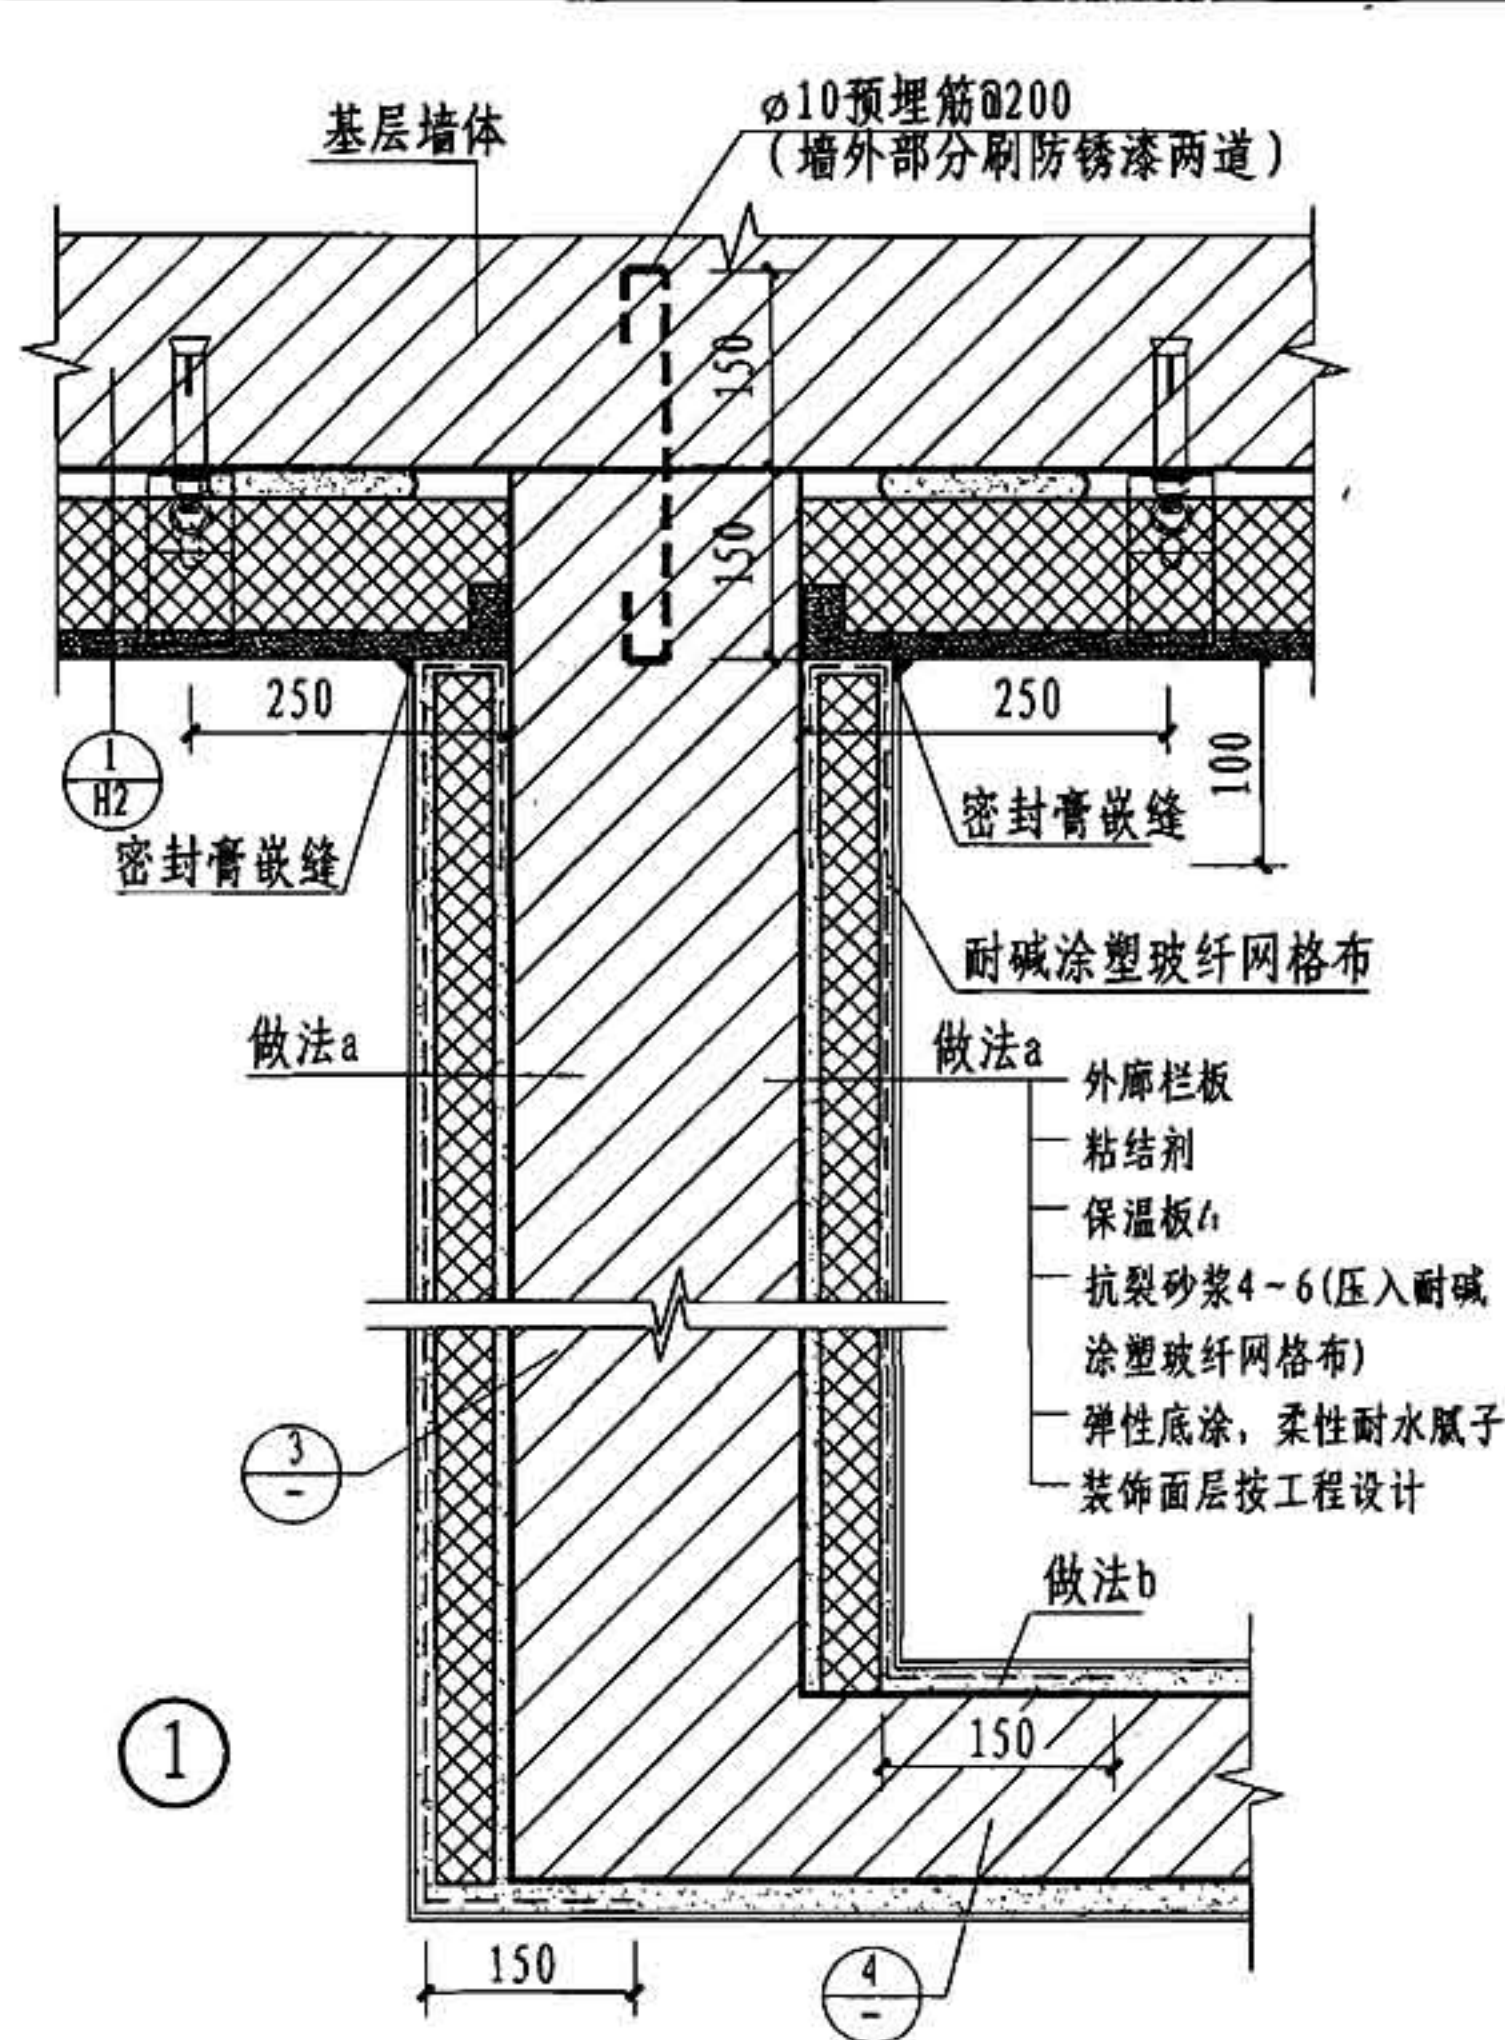 基层墙体
ø10预埋筋@200
（墙外部分刷防锈漆两道）
150
150
250
250
100
1
H2
密封膏嵌缝
密封膏嵌缝
耐碱涂塑玻纤网格布
做法a
做法a
外廊栏板
粘结剂
保温板
抗裂砂浆4～6(压入耐碱
涂塑玻纤网格布)
弹性底涂，柔性耐水腻子
装饰面层按工程设计
3
-
做法b
1
150
150
4
-